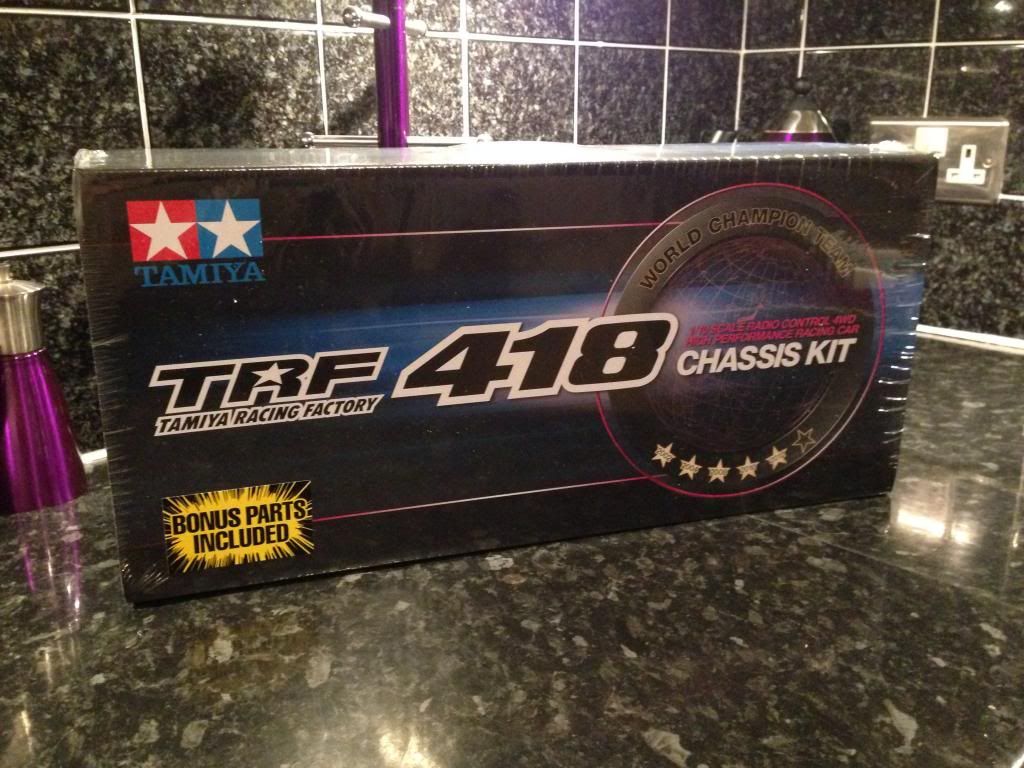 TAMIYA
WORLD CHAMPION TEAM
TRF 418
TAMIYA RACING FACTORY
1/10 SCALE RADIO CONTROL 4WD
HIGH PERFORMANCE RACING CAR
CHASSIS KIT
BONUS PARTS
INCLUDED